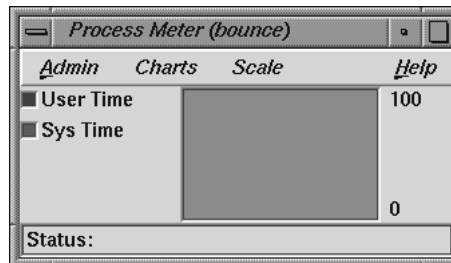 Process Meter (bounce)
Admin Charts Scale Help
User Time 100
Sys Time
0
Status: